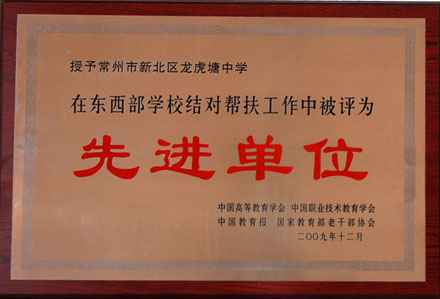 授予常州市新北区龙虎塘中学
在东西部学校结对帮扶工作中被评为
先进单位
中国高等教育学会 中国职业技术教育学会
中国教育报 国家教育部老干部协会
二〇〇九年十二月